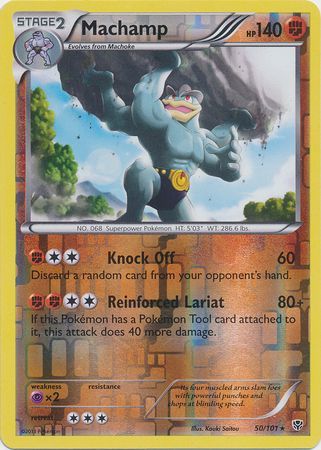 STAGE2 Machamp HP140
Evolves from Machoke
NO. 068 Superpower Pokémon HT: 5'03" WT: 286.6 lbs.
Knock Off 60
Discard a random card from your opponent's hand.
Reinforced Lariat 80+
If this Pokémon has a Pokémon Tool card attached
to it, this attack does 40 more damage.
weakness resistance
×2
Its four muscled arms slam foes
with powerful punches and
chops at blinding speed.
retreat
©2013 Pokémon
Illus. Kouki Saitou 50/101★